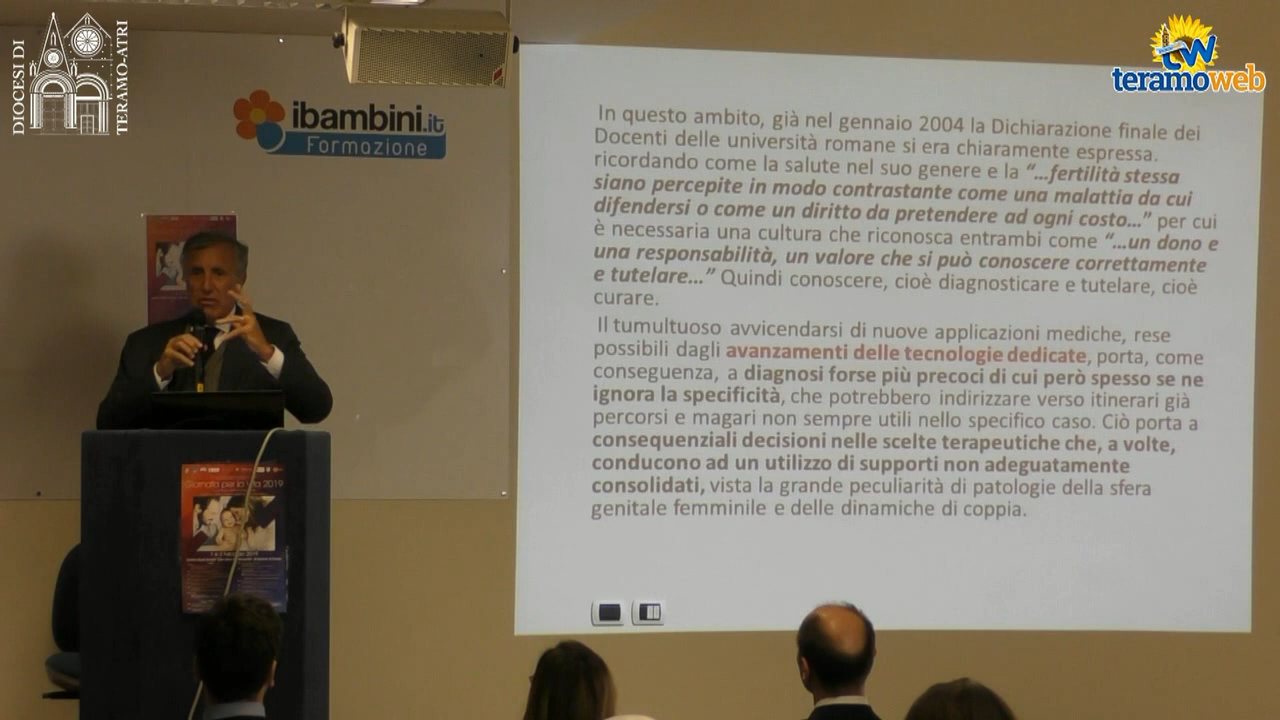 DIOCESI DI
TERAMO-ATRI
ibambini.it
Formazione
tw
teramoweb
In questo ambito, già nel gennaio 2004 la Dichiarazione finale dei
Docenti delle università romane si era chiaramente espressa.
ricordando come la salute nel suo genere e la “…fertilità stessa
siano percepite in modo contrastante come una malattia da cui
difendersi o come un diritto da pretendere ad ogni costo…” per cui
è necessaria una cultura che riconosca entrambi come “…un dono e
una responsabilità, un valore che si può conoscere correttamente
e tutelare…” Quindi conoscere, cioè diagnosticare e tutelare, cioè
curare.
Il tumultuoso avvicendarsi di nuove applicazioni mediche, rese
possibili dagli avanzamenti delle tecnologie dedicate, porta, come
conseguenza, a diagnosi forse più precoci di cui però spesso se ne
ignora la specificità, che potrebbero indirizzare verso itinerari già
percorsi e magari non sempre utili nello specifico caso. Ciò porta a
consequenziali decisioni nelle scelte terapeutiche che, a volte,
conducono ad un utilizzo di supporti non adeguatamente
consolidati, vista la grande peculiarità di patologie della sfera
genitale femminile e delle dinamiche di coppia.
Giornata per la Vita 2019